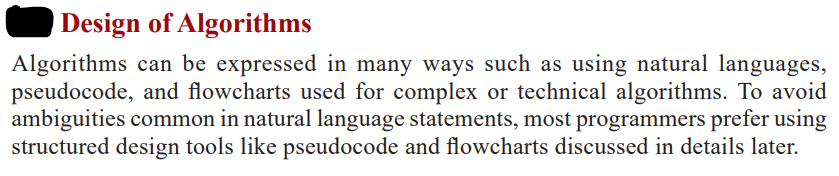 Design of Algorithms
Algorithms can be expressed in many ways such as using natural languages,
pseudocode, and flowcharts used for complex or technical algorithms. To avoid
ambiguities common in natural language statements, most programmers prefer using
structured design tools like pseudocode and flowcharts discussed in details later.